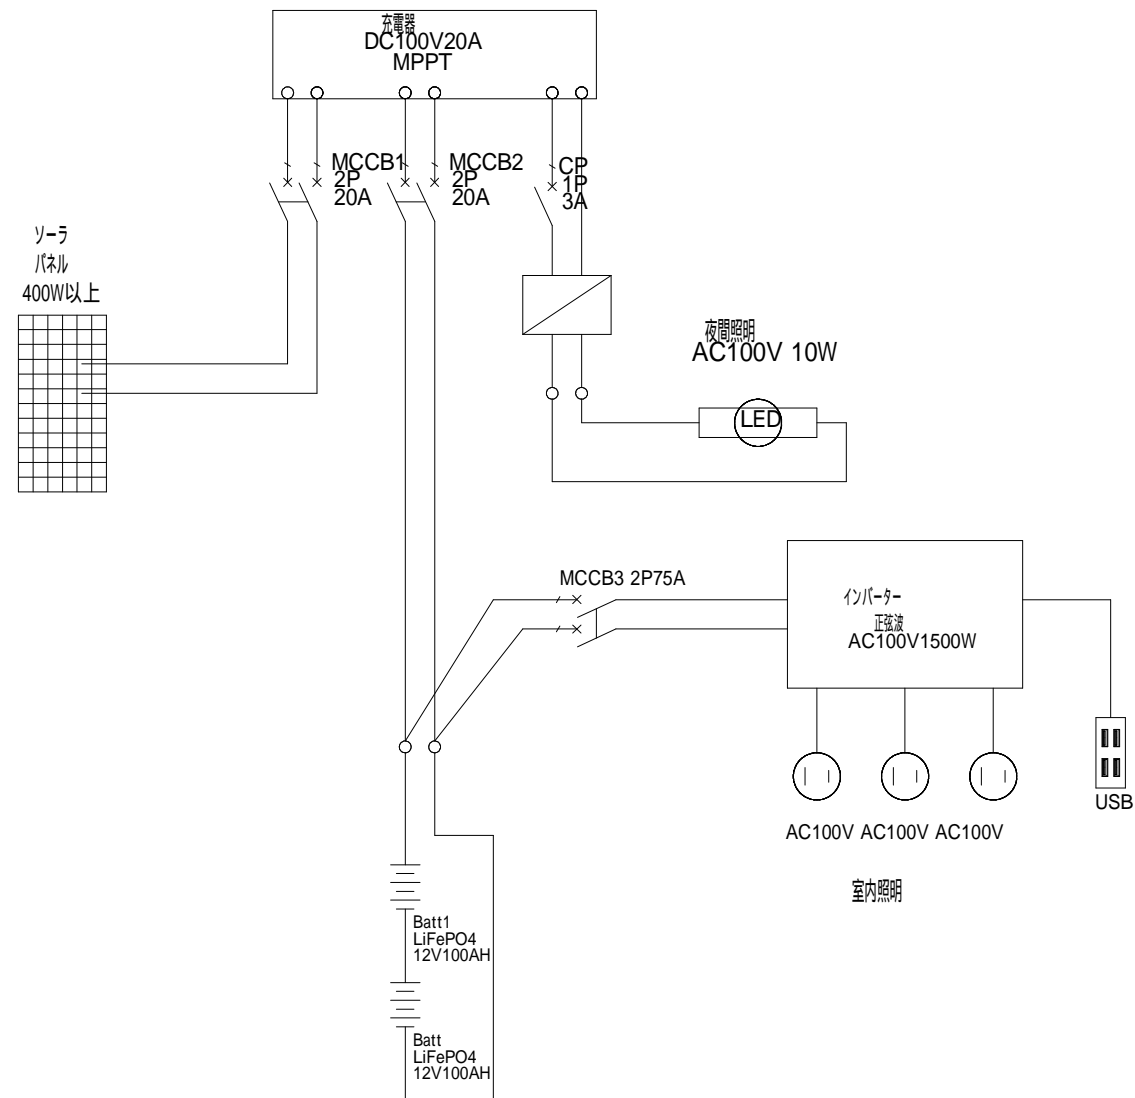 充電器
DC100V20A
MPPT
MCCB1
2P
20A
MCCB2
2P
20A
CP
1P
3A
ソーラ
パネル
400W以上
夜間照明
AC100V 10W
LED
MCCB3 2P75A
インバーター
正弦波
AC100V1500W
USB
AC100V AC100V AC100V
室内照明
Batt1
LiFePO4
12V100AH
Batt
LiFePO4
12V100AH